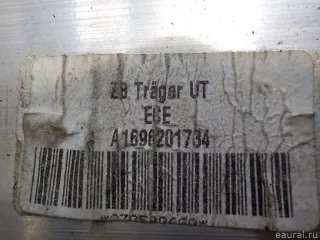 ZB Träger UT
ECE
A1696201734
eaural.ru